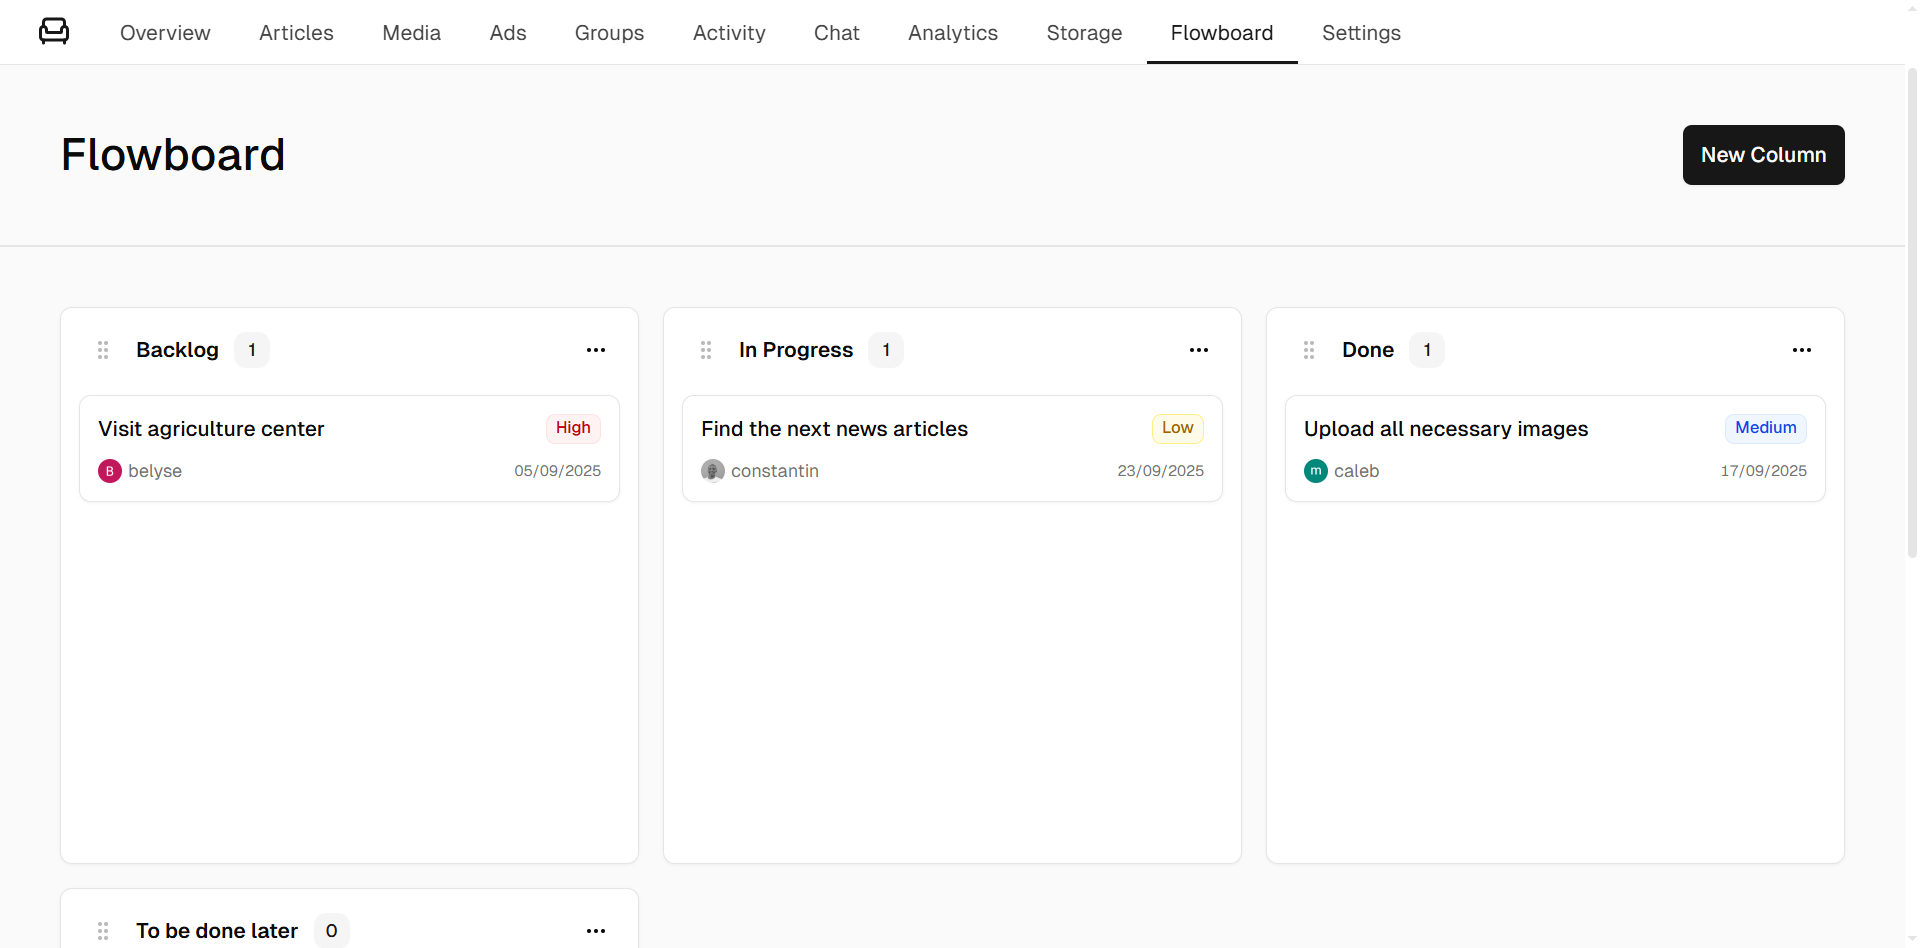 Overview Articles Media Ads Groups Activity Chat Analytics Storage Flowboard Settings
Flowboard
New Column
Backlog 1
Visit agriculture center High
B belyse 05/09/2025
In Progress 1
Find the next news articles Low
constantin 23/09/2025
Done 1
Upload all necessary images Medium
m caleb 17/09/2025
To be done later 0